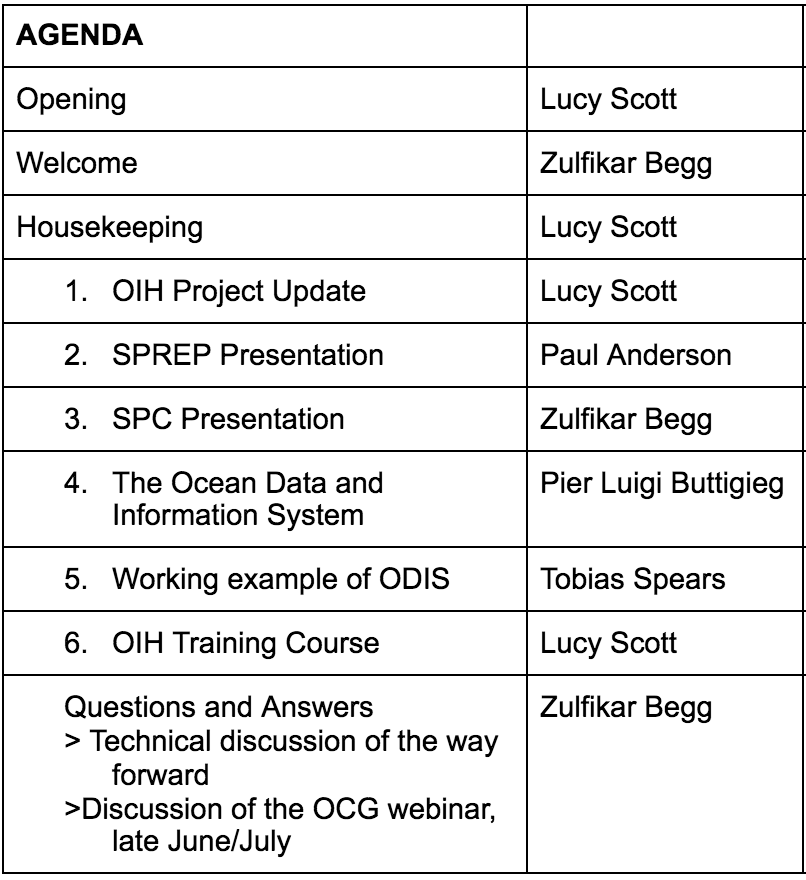 AGENDA
Opening Lucy Scott
Welcome Zulfikar Begg
Housekeeping Lucy Scott
1. OIH Project Update Lucy Scott
2. SPREP Presentation Paul Anderson
3. SPC Presentation Zulfikar Begg
4. The Ocean Data and Pier Luigi Buttigieg
Information System
5. Working example of ODIS Tobias Spears
6. OIH Training Course Lucy Scott
Questions and Answers Zulfikar Begg
> Technical discussion of the way
forward
>Discussion of the OCG webinar,
late June/July